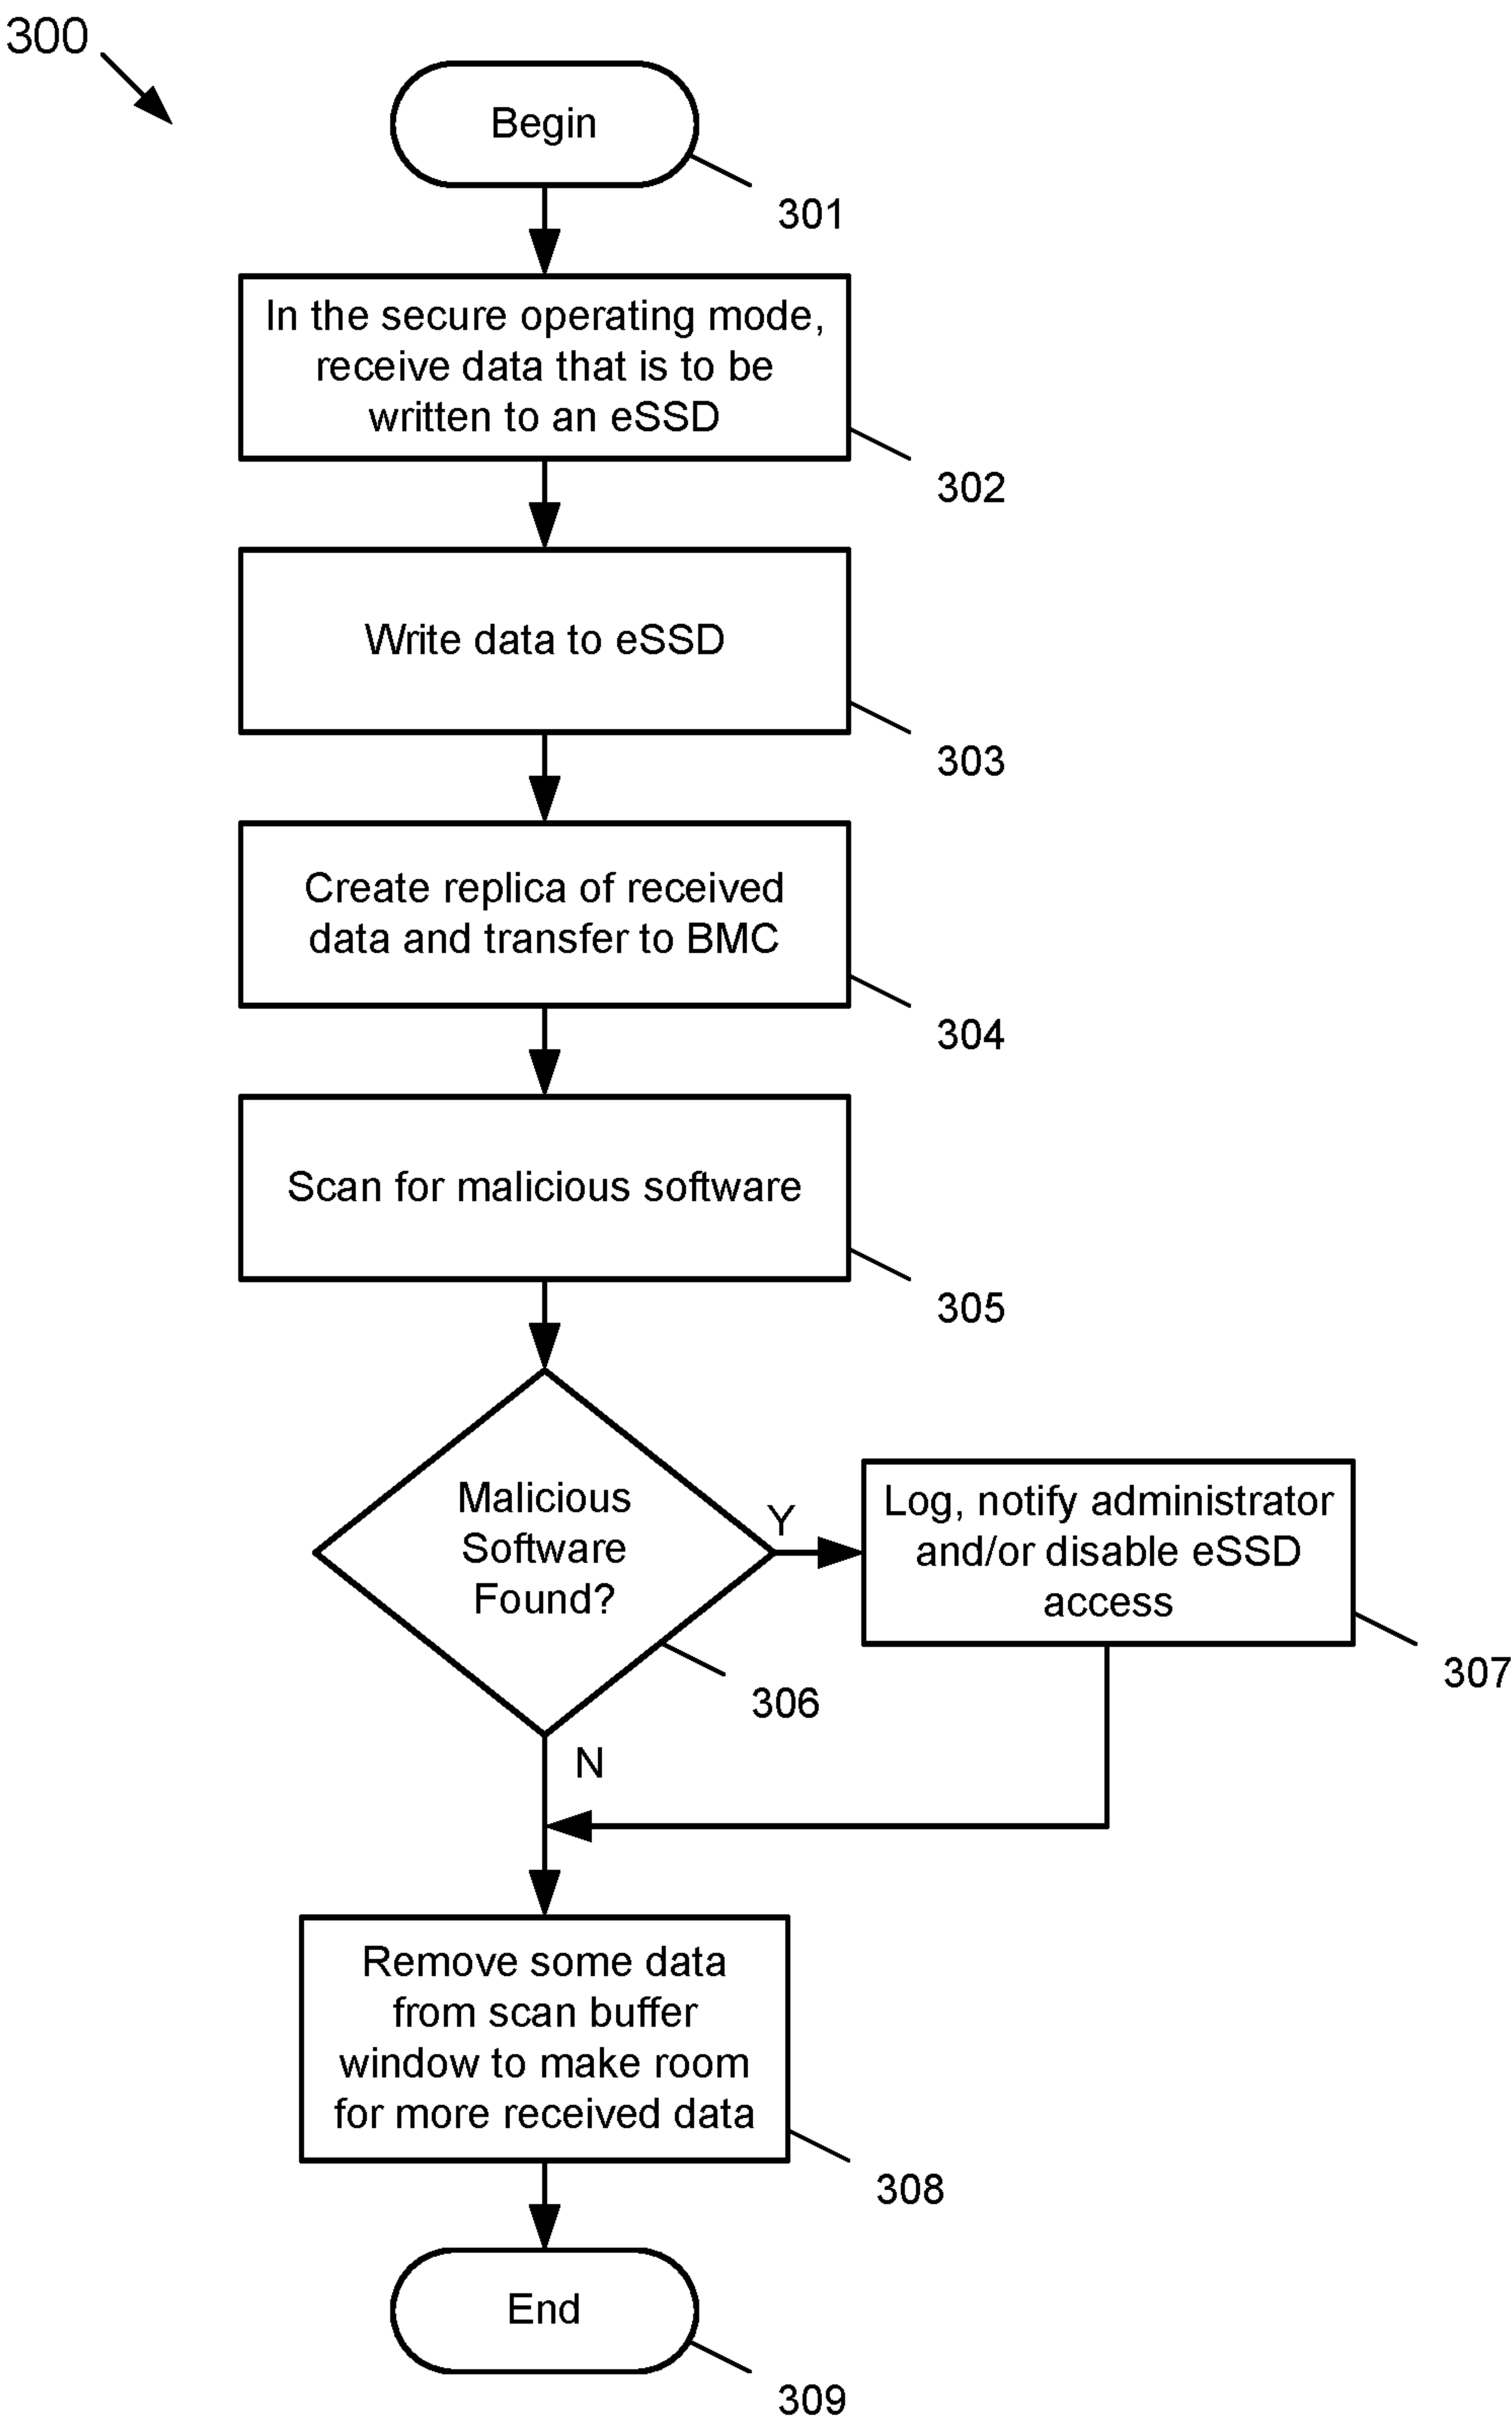 300
Begin
301
In the secure operating mode,
receive data that is to be
written to an eSSD
302
Write data to eSSD
303
Create replica of received
data and transfer to BMC
304
Scan for malicious software
305
Malicious
Software
Found?
306
Y
Log, notify administrator
and/or disable eSSD
access
307
N
Remove some data
from scan buffer
window to make room
for more received data
308
End
309